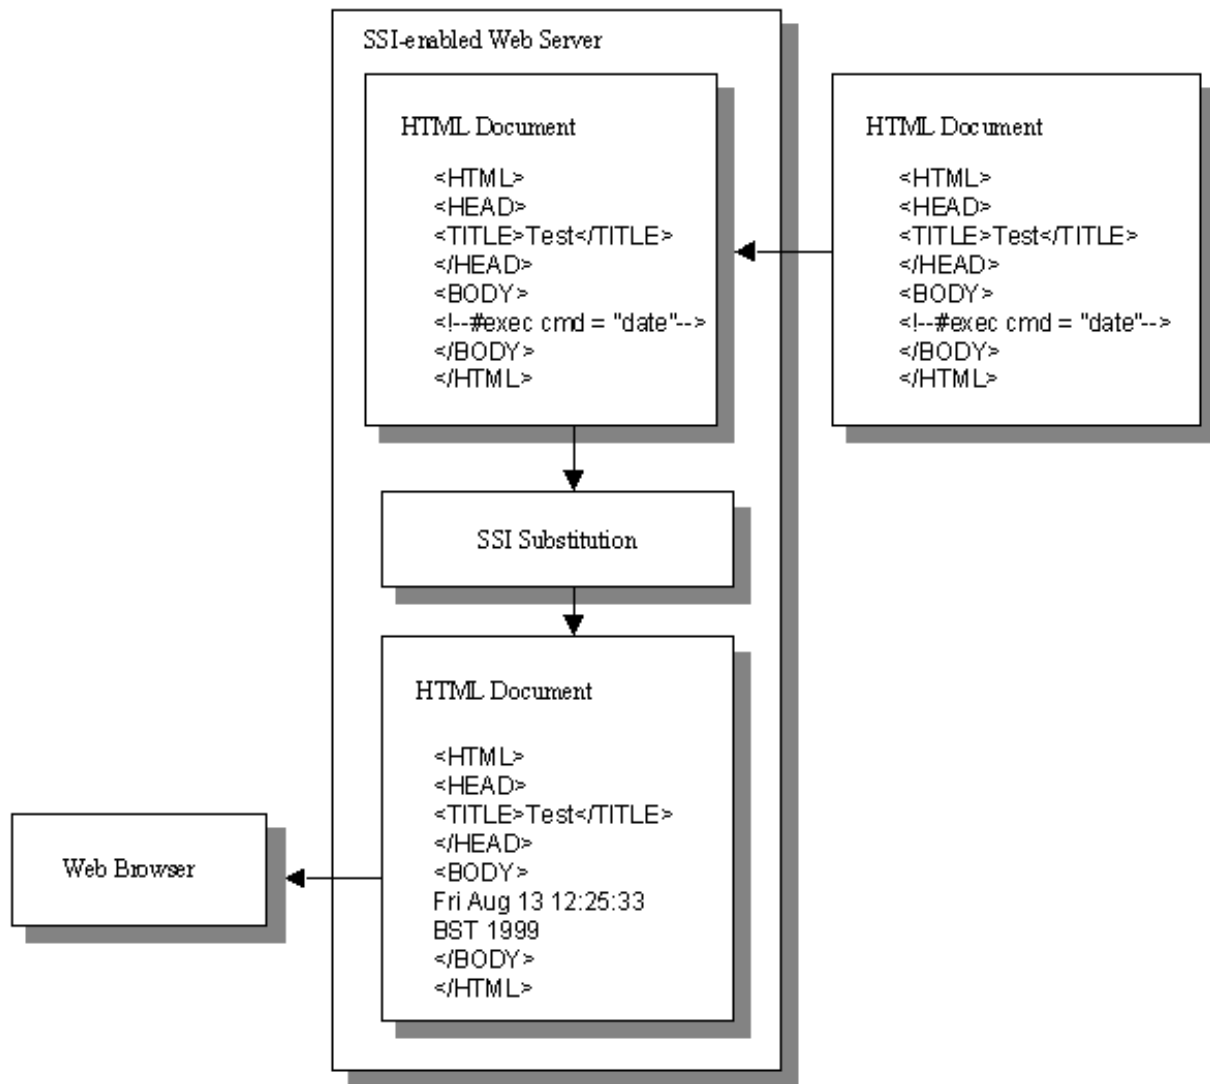 SSI-enabled Web Server
HTML Document
<HTML>
<HEAD>
<TITLE>Test</TITLE>
</HEAD>
<BODY>
<!--#exec cmd = "date"-->
</BODY>
</HTML>
HTML Document
<HTML>
<HEAD>
<TITLE>Test</TITLE>
</HEAD>
<BODY>
<!--#exec cmd = "date"-->
</BODY>
</HTML>
SSI Substitution
HTML Document
<HTML>
<HEAD>
<TITLE>Test</TITLE>
</HEAD>
<BODY>
Fri Aug 13 12:25:33
BST 1999
</BODY>
</HTML>
Web Browser